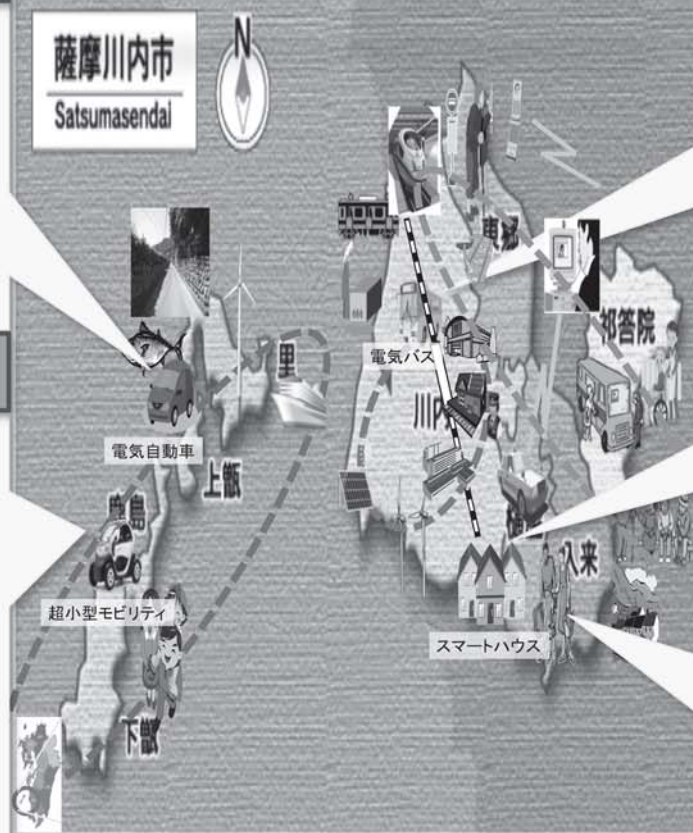 薩摩川内市
Satsumasendai
N
東郷
祁答院
里
電気バス
川内
電気自動車
上甑
鹿島
入来
超小型モビリティ
スマートハウス
下甑